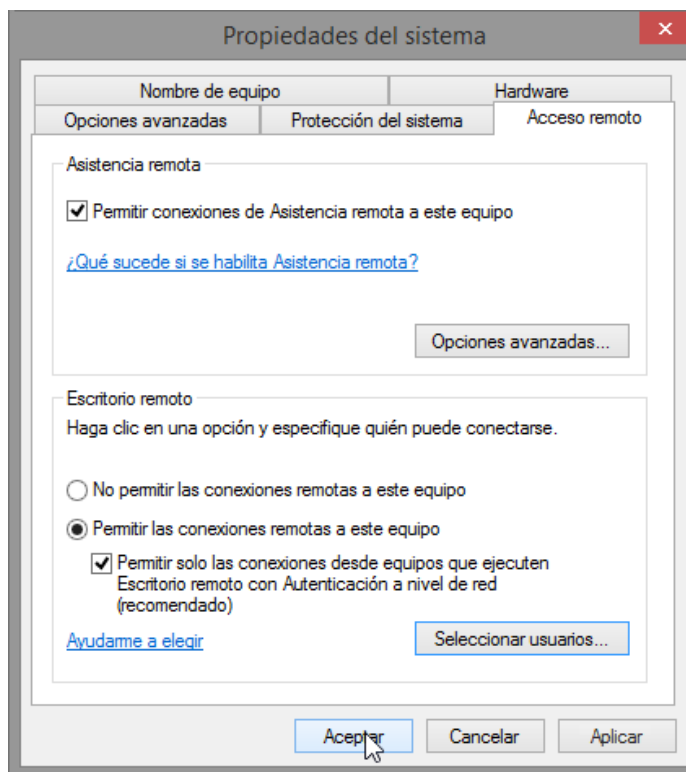 Propiedades del sistema
Nombre de equipo
Hardware
Opciones avanzadas
Protección del sistema
Acceso remoto
Asistencia remota
Permitir conexiones de Asistencia remota a este equipo
¿Qué sucede si se habilita Asistencia remota?
Opciones avanzadas...
Escritorio remoto
Haga clic en una opción y especifique quién puede conectarse.
No permitir las conexiones remotas a este equipo
Permitir las conexiones remotas a este equipo
Permitir solo las conexiones desde equipos que ejecuten
Escritorio remoto con Autenticación a nivel de red
(recomendado)
Ayudarme a elegir
Seleccionar usuarios...
Aceptar
Cancelar
Aplicar